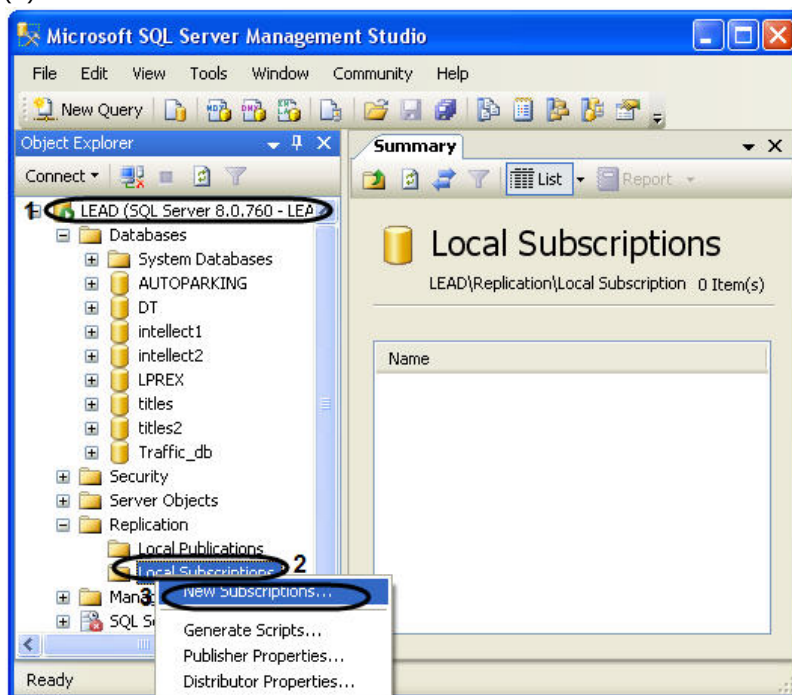 Microsoft SQL Server Management Studio
File Edit View Tools Window Community Help
New Query
Object Explorer
Connect
1 LEAD (SQL Server 8.0.760 - LEA
Databases
System Databases
AUTOPARKING
DT
intellect1
intellect2
LPREX
titles
titles2
Traffic_db
Security
Server Objects
Replication
Local Publications
Local Subscriptions 2
Mana
SQL Se
3 New Subscriptions...
Generate Scripts...
Publisher Properties...
Distributor Properties...
Summary
List Report
Local Subscriptions
LEAD\Replication\Local Subscription 0 Item(s)
Name
Ready